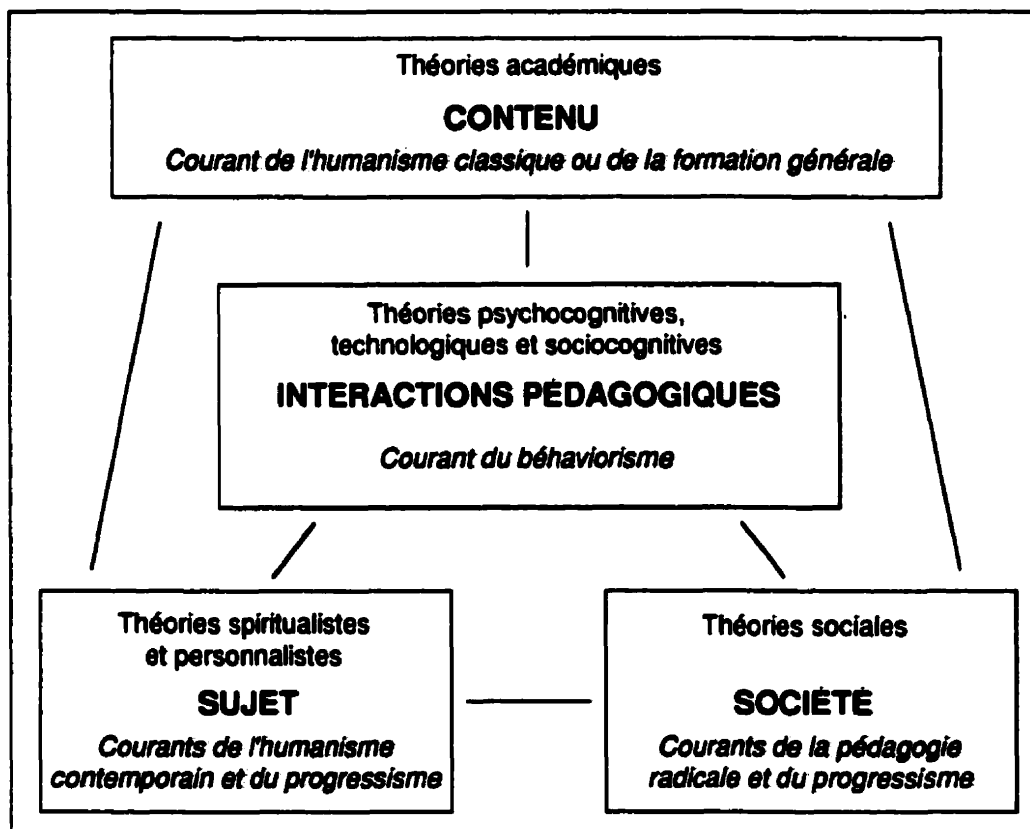 Théories académiques
CONTENU
Courant de l'humanisme classique ou de la formation générale
Théories psychocognitives,
technologiques et sociocognitives
INTERACTIONS PÉDAGOGIQUES
Courant du béhaviorisme
Théories spiritualistes
et personnalistes
SUJET
Courants de l'humanisme
contemporain et du progressisme
Théories sociales
SOCIÉTÉ
Courants de la pédagogie
radicale et du progressisme